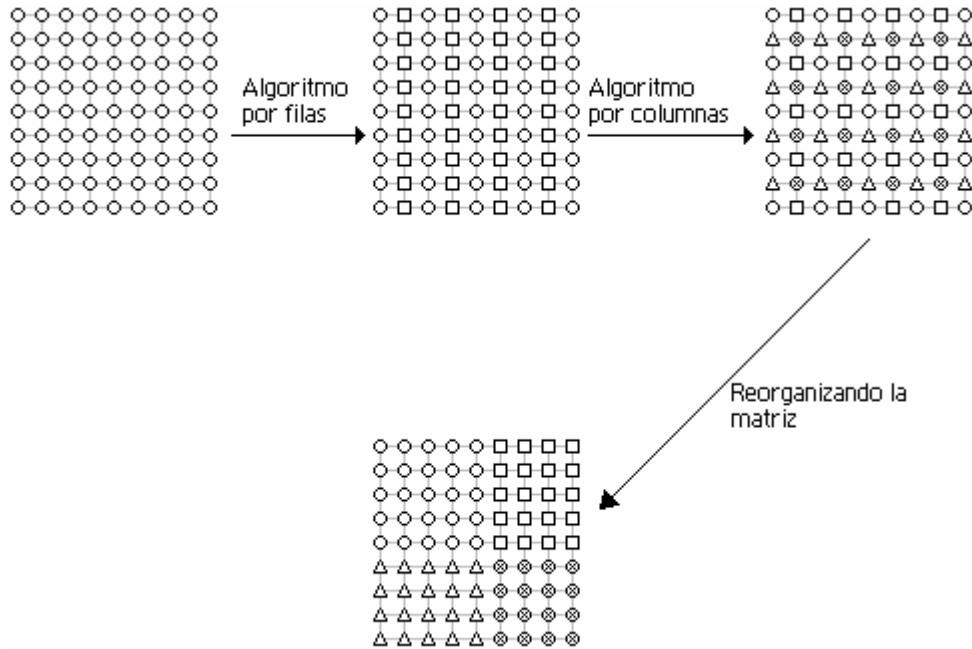 Algoritmo
por filas
Algoritmo
por columnas
Reorganizando la
matriz